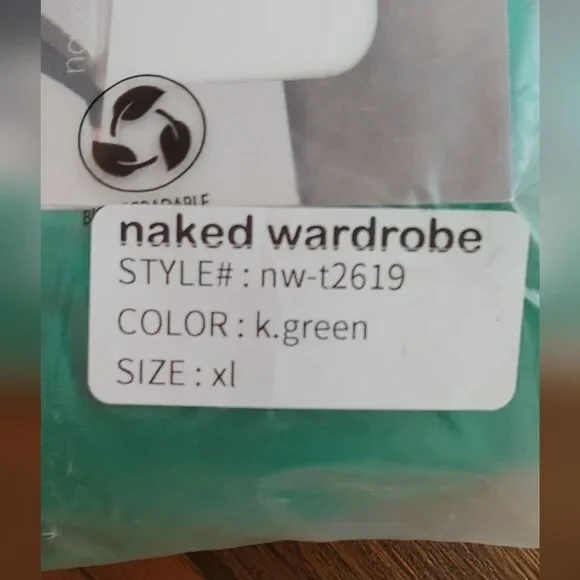 naked wardrobe
STYLE# : nw-t2619
COLOR : k.green
SIZE : xl